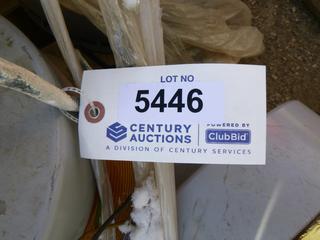 LOT NO
5446
CENTURY AUCTIONS
POWERED BY
ClubBid
A DIVISION OF CENTURY SERVICES